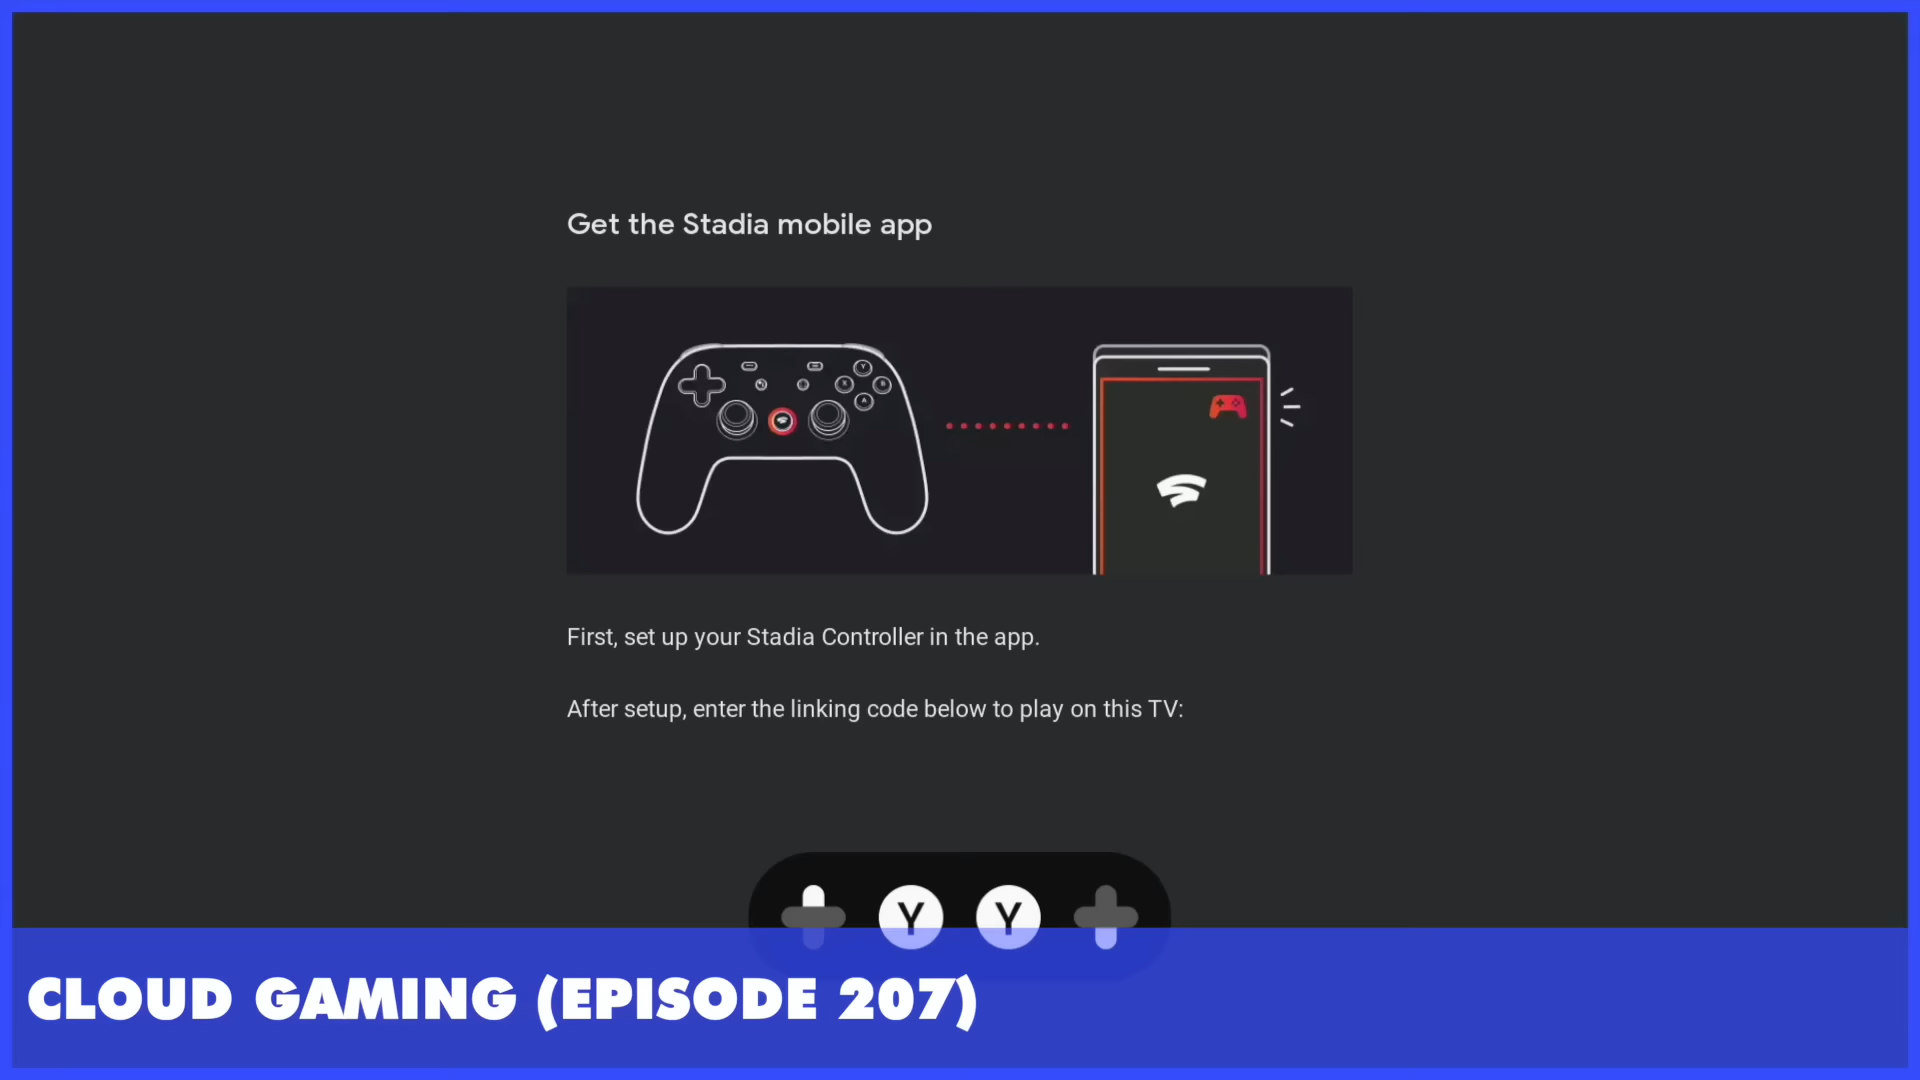 Get the Stadia mobile app
Y
X B
A
First, set up your Stadia Controller in the app.
After setup, enter the linking code below to play on this TV:
Y Y
CLOUD GAMING (EPISODE 207)